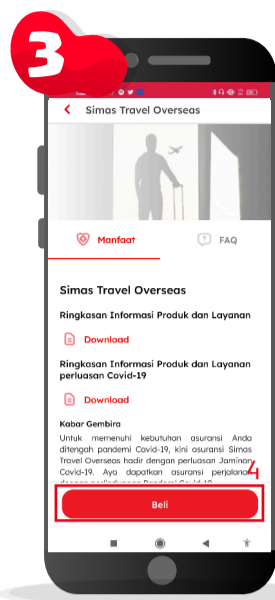 3
Simas Travel Overseas
Manfaat
FAQ
Simas Travel Overseas
Ringkasan Informasi Produk dan Layanan
Download
Ringkasan Informasi Produk dan Layanan
perluasan Covid-19
Download
Kabar Gembira
Untuk memenuhi kebutuhan asuransi Anda
ditengah pandemi Covid-19, kini asuransi Simas
Travel Overseas hadir dengan perluasan Jaminan
Covid-19. Ayo dapatkan asuransi perjalanan
4
Beli